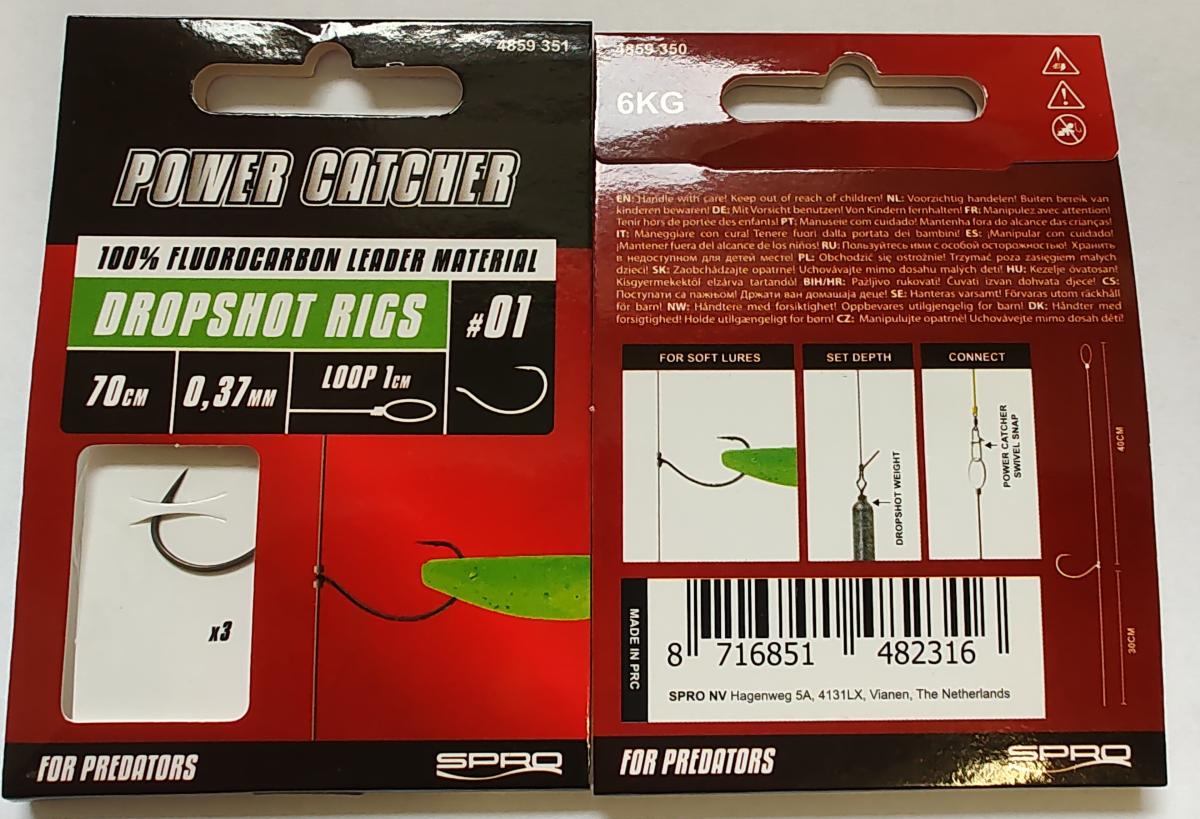 4859 351
POWER CATCHER
100% FLUOROCARBON LEADER MATERIAL
DROPSHOT RIGS
#01
70CM
0,37MM
LOOP 1CM
x3
FOR PREDATORS
SPRO
4859 350
6KG
EN: Handle with care! Keep out of reach of children! NL: Voorzichtig handelen! Buiten bereik van
kinderen bewaren! DE: Mit Vorsicht benutzen! Von Kindern fernhalten! FR: Manipulez avec attention!
Tenir hors de portée des enfants! PT: Manuseie com cuidado! Mantenha fora do alcance das crianças!
IT: Maneggiare con cura! Tenere fuori dalla portata dei bambini! ES: ¡Manipular con cuidado!
¡Mantener fuera del alcance de los niños! RU: Пользуйтесь ими с особой осторожностью! Хранить
в недоступном для детей месте! PL: Obchodzić się ostrożnie! Trzymać poza zasięgiem małych
dzieci! SK: Zaobchádzajte opatrne! Uchovávajte mimo dosahu malých detí! HU: Kezelje óvatosan!
Kisgyermekektől elzárva tartandó! BIH/HR: Pažljivo rukovati! Čuvati izvan dohvata djece! CS:
Поступати са пажњом! Држати ван домашаја деце! SE: Hanteras varsamt! Förvaras utom räckhåll
för barn! NW: Håndtere med forsiktighet! Oppbevares utilgjengelig for barn! DK: Håndter med
forsigtighed! Holde utilgængeligt for børn! CZ: Manipulujte opatrně! Uchovávejte mimo dosah dětí!
FOR SOFT LURES
SET DEPTH
CONNECT
DROPSHOT WEIGHT
POWER CATCHER
SWIVEL SNAP
40CM
30CM
MADE IN PRC
8 716851 482316
SPRO NV Hagenweg 5A, 4131LX, Vianen, The Netherlands
FOR PREDATORS
SPRO